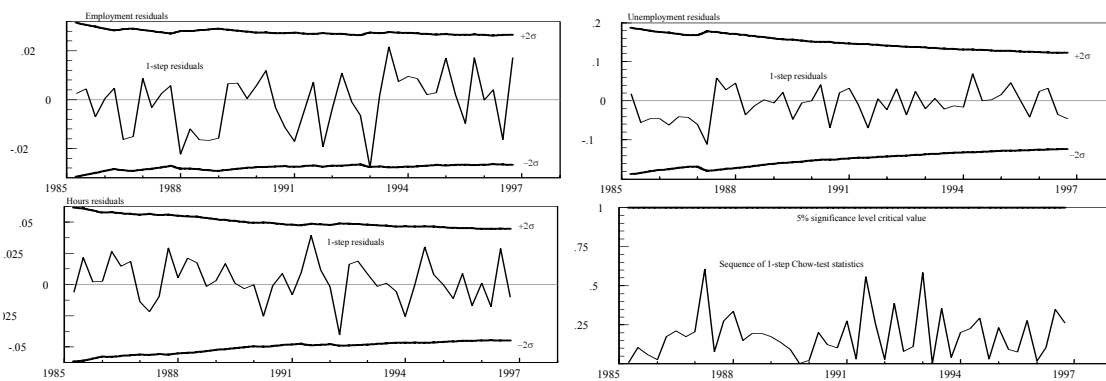 Employment residuals
+2σ
.02
1-step residuals
0
-.02
−2σ
1985 1988 1991 1994 1997
Unemployment residuals
.2
+2σ
.1
1-step residuals
0
-.1
−2σ
1985 1988 1991 1994 1997
Hours residuals
.05
+2σ
1-step residuals
.025
0
-.05
−2σ
1985 1988 1991 1994 1997
1
5% significance level critical value
.75
Sequence of 1-step Chow-test statistics
.5
.25
1985 1988 1991 1994 1997